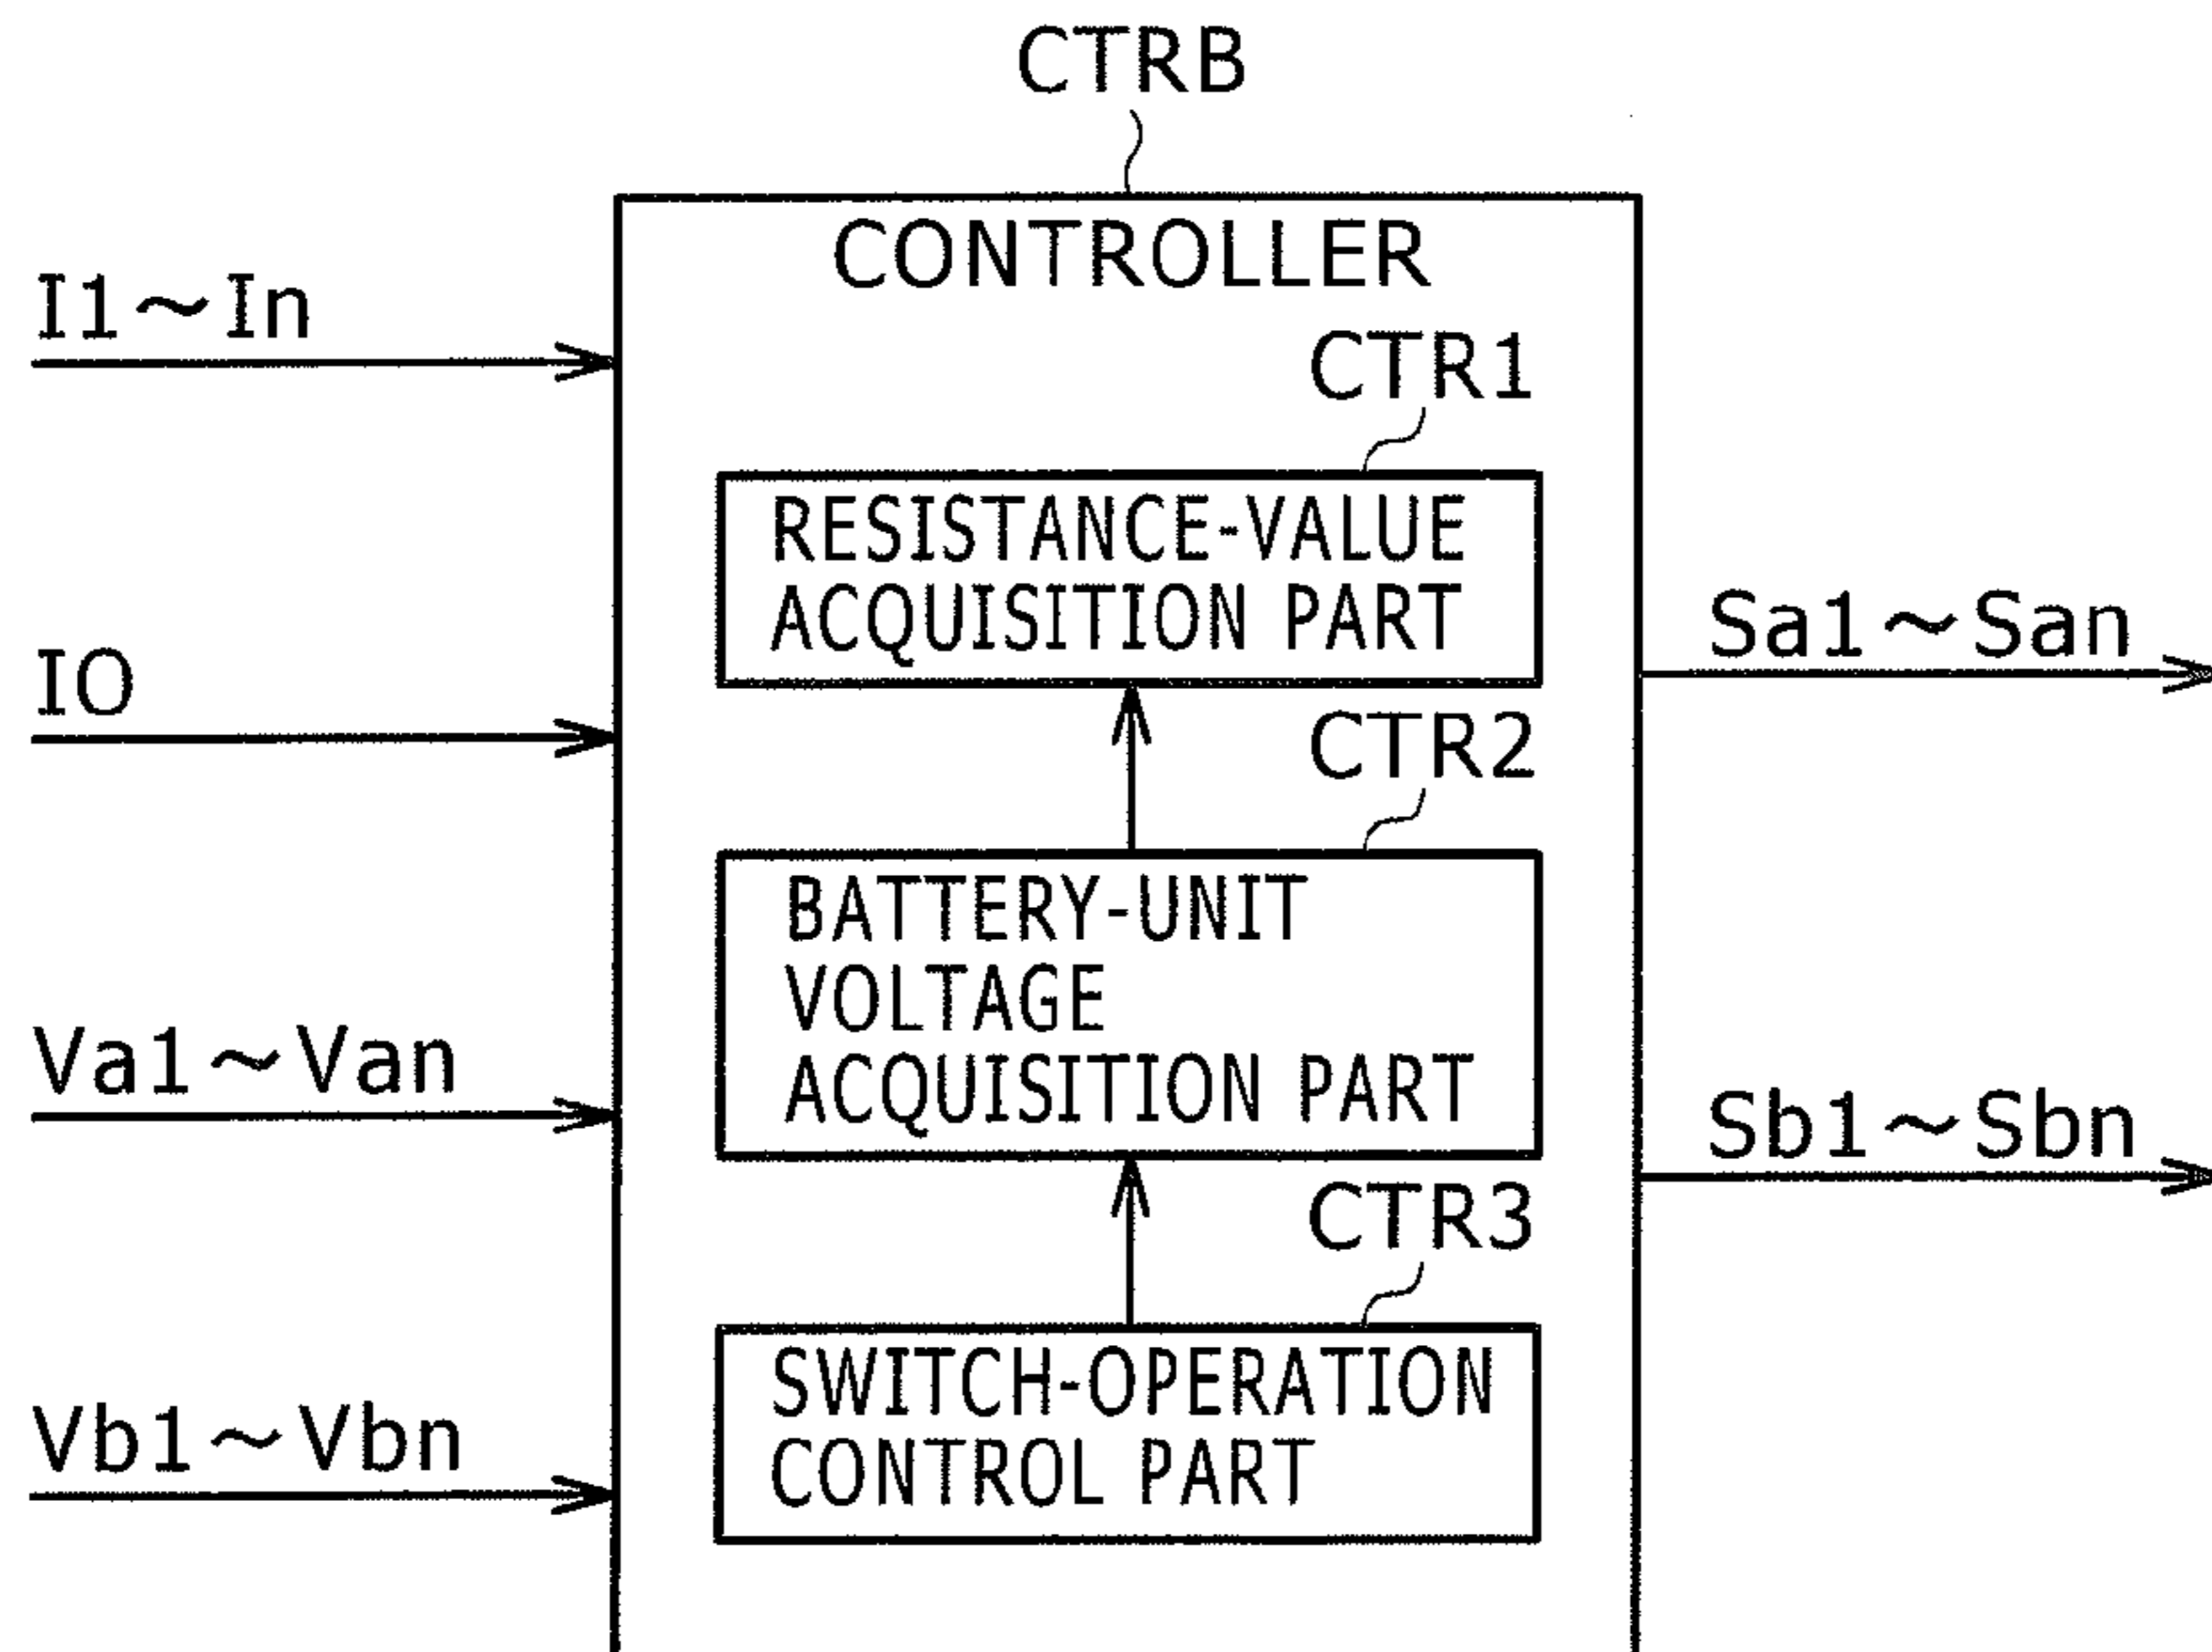 CTRB
CONTROLLER
I1～In
CTR1
RESISTANCE-VALUE
ACQUISITION PART
Sa1～San
IO
CTR2
BATTERY-UNIT
VOLTAGE
ACQUISITION PART
Va1～Van
Sb1～Sbn
CTR3
SWITCH-OPERATION
CONTROL PART
Vb1～Vbn